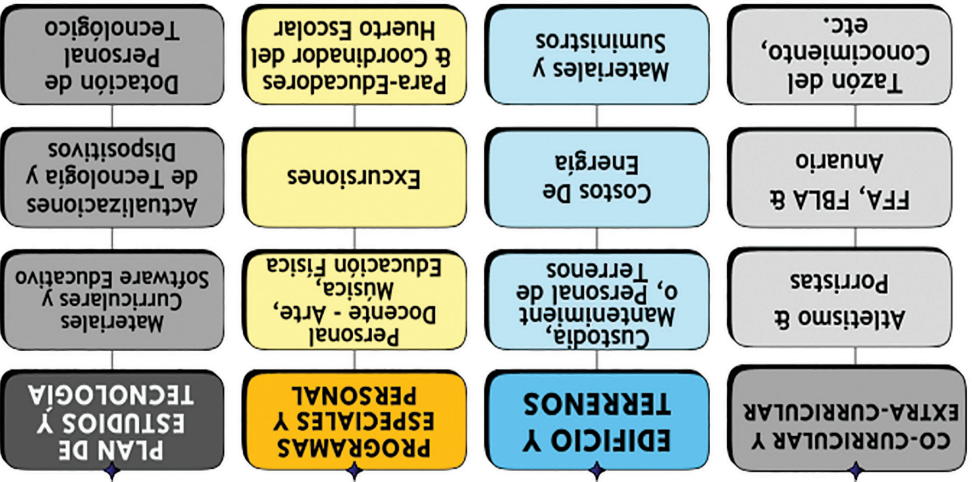 CO-CURRICULAR Y
EXTRA-CURRICULAR
Atletismo &
Porristas
FFA, FBLA &
Anuario
Tazón del
Conocimiento,
etc.
EDIFICIO Y
TERRENOS
Custodia,
Mantenimient
o, Personal de
Terrenos
Costos De
Energía
Materiales y
Suministros
PROGRAMAS
ESPECIALES Y
PERSONAL
Personal
Docente - Arte,
Música,
Educación Física
Excursiones
Para-Educadores
& Coordinador del
Huerto Escolar
PLAN DE
ESTUDIOS Y
TECNOLOGÍA
Materiales
Curriculares y
Software Educativo
Actualizaciones
de Tecnología y
Dispositivos
Dotación de
Personal
Tecnológico